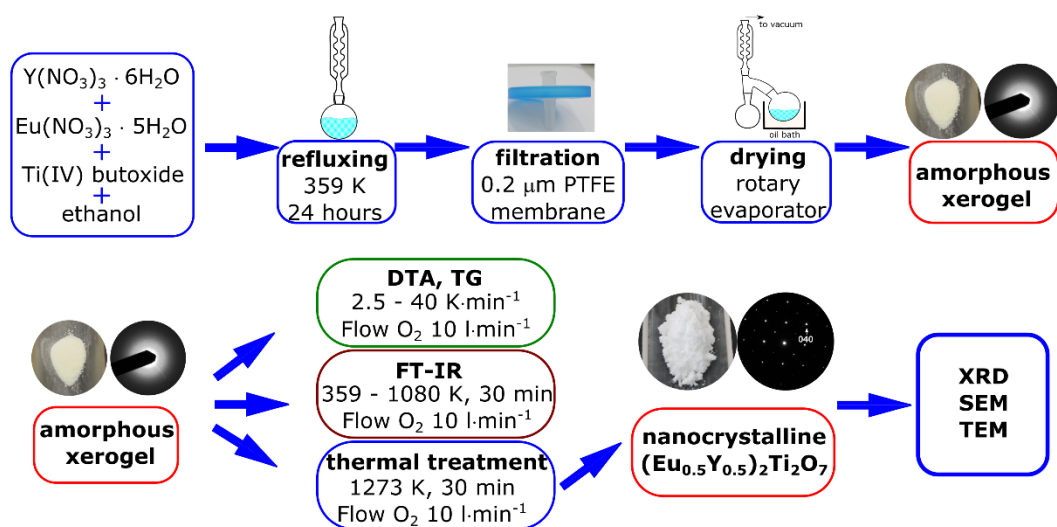 Y(NO₃)₃ · 6H₂O
+
Eu(NO₃)₃ · 5H₂O
+
Ti(IV) butoxide
+
ethanol
refluxing
359 K
24 hours
filtration
0.2 μm PTFE
membrane
to vacuum
oil bath
drying
rotary
evaporator
amorphous
xerogel
amorphous
xerogel
DTA, TG
2.5 - 40 K·min⁻¹
Flow O₂ 10 l·min⁻¹
FT-IR
359 - 1080 K, 30 min
Flow O₂ 10 l·min⁻¹
thermal treatment
1273 K, 30 min
Flow O₂ 10 l·min⁻¹
040
nanocrystalline
(Eu₀.₅Y₀.₅)₂Ti₂O₇
XRD
SEM
TEM